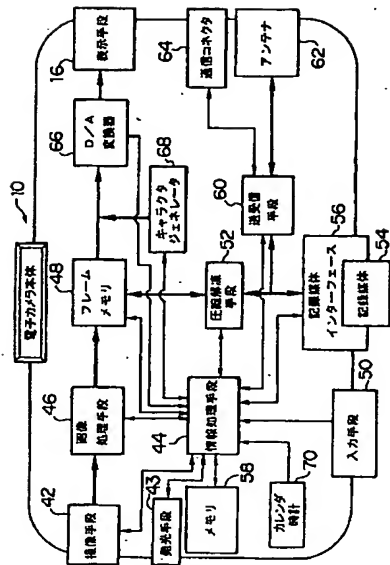 電子カメラ本体
10
42
撮像手段
46
画像
処理手段
48
フレーム
メモリ
66
D/A
変換器
16
表示手段
43
発光手段
44
情報処理手段
52
圧縮解凍
手段
キャラクタ
ジェネレータ
68
60
送受信
手段
64
通信コネクタ
アンテナ
62
メモリ
58
カレンダ
時計
70
入力手段
50
記録媒体
インターフェース
56
記録媒体
54